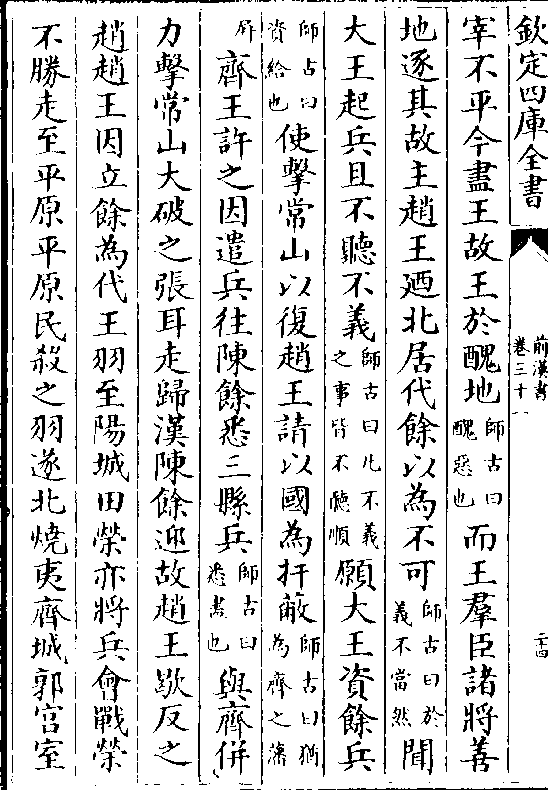 欽定四庫全書
前漢書
卷三十一
二十四
宰不平今盡王故王於醜地師古曰醜惡也而王羣臣諸將善
地逐其故主趙王廼北居代餘以為不可師古曰於義不當然聞
大王起兵且不聽不義師古曰凡不義之事皆不聽順願大王資餘兵
師古曰資給也使擊常山以復趙王請以國為扞蔽師古曰猶為齊之藩
屏齊王許之因遣兵往陳餘悉三縣兵師古曰悉盡也與齊併
力擊常山大破之張耳走歸漢陳餘迎故趙王歇反之
趙趙王因立餘為代王羽至陽城田榮亦將兵會戰榮
不勝走至平原平原民殺之羽遂北燒夷齊城郭宫室